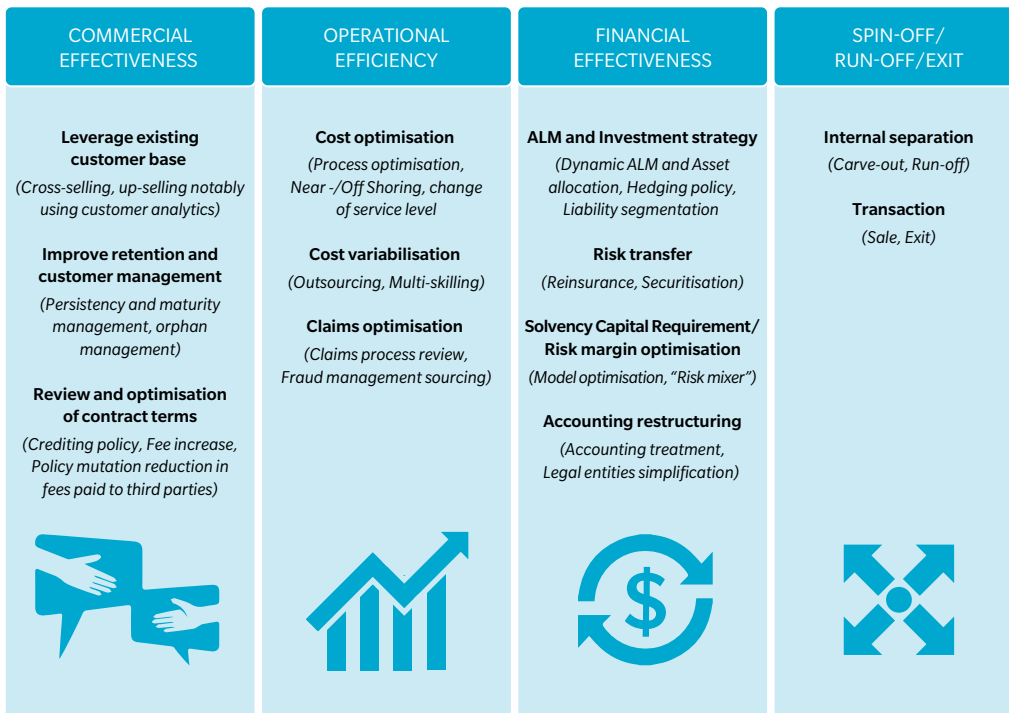 COMMERCIAL
EFFECTIVENESS
Leverage existing
customer base
(Cross-selling, up-selling notably
using customer analytics)
Improve retention and
customer management
(Persistency and maturity
management, orphan
management)
Review and optimisation
of contract terms
(Crediting policy, Fee increase,
Policy mutation reduction in
fees paid to third parties)
OPERATIONAL
EFFICIENCY
Cost optimisation
(Process optimisation,
Near -/Off Shoring, change
of service level
Cost variabilisation
(Outsourcing, Multi-skilling)
Claims optimisation
(Claims process review,
Fraud management sourcing)
FINANCIAL
EFFECTIVENESS
ALM and Investment strategy
(Dynamic ALM and Asset
allocation, Hedging policy,
Liability segmentation
Risk transfer
(Reinsurance, Securitisation)
Solvency Capital Requirement/
Risk margin optimisation
(Model optimisation, “Risk mixer”)
Accounting restructuring
(Accounting treatment,
Legal entities simplification)
$
SPIN-OFF/
RUN-OFF/EXIT
Internal separation
(Carve-out, Run-off)
Transaction
(Sale, Exit)